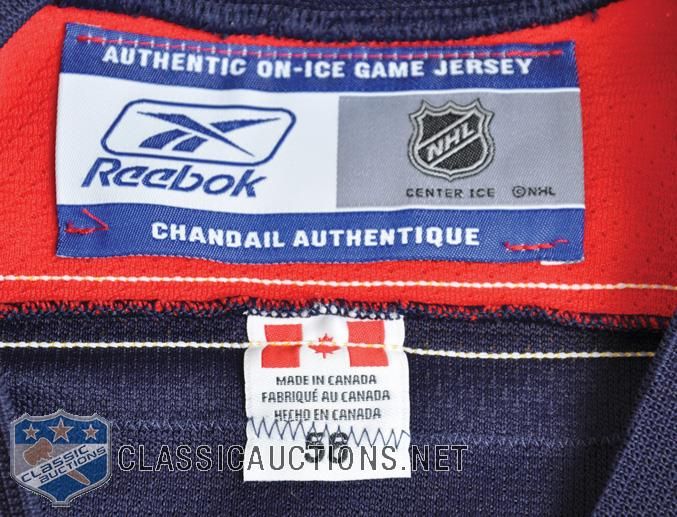 AUTHENTIC ON-ICE GAME JERSEY
Reebok
NHL
CENTER ICE ©NHL
CHANDAIL AUTHENTIQUE
MADE IN CANADA
FABRIQUÉ AU CANADA
HECHO EN CANADA
56
CLASSIC AUCTIONS
CLASSICAUCTIONS.NET